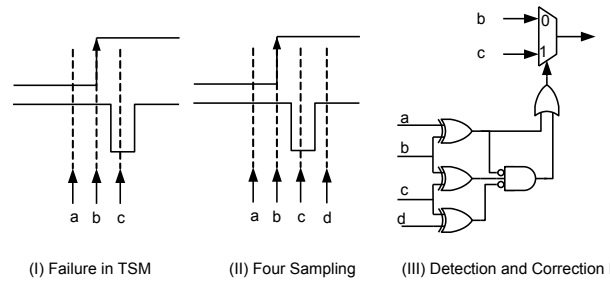 a b c
(I) Failure in TSM
a b c d
(II) Four Sampling
b
0
c
1
a
b
c
d
(III) Detection and Correction